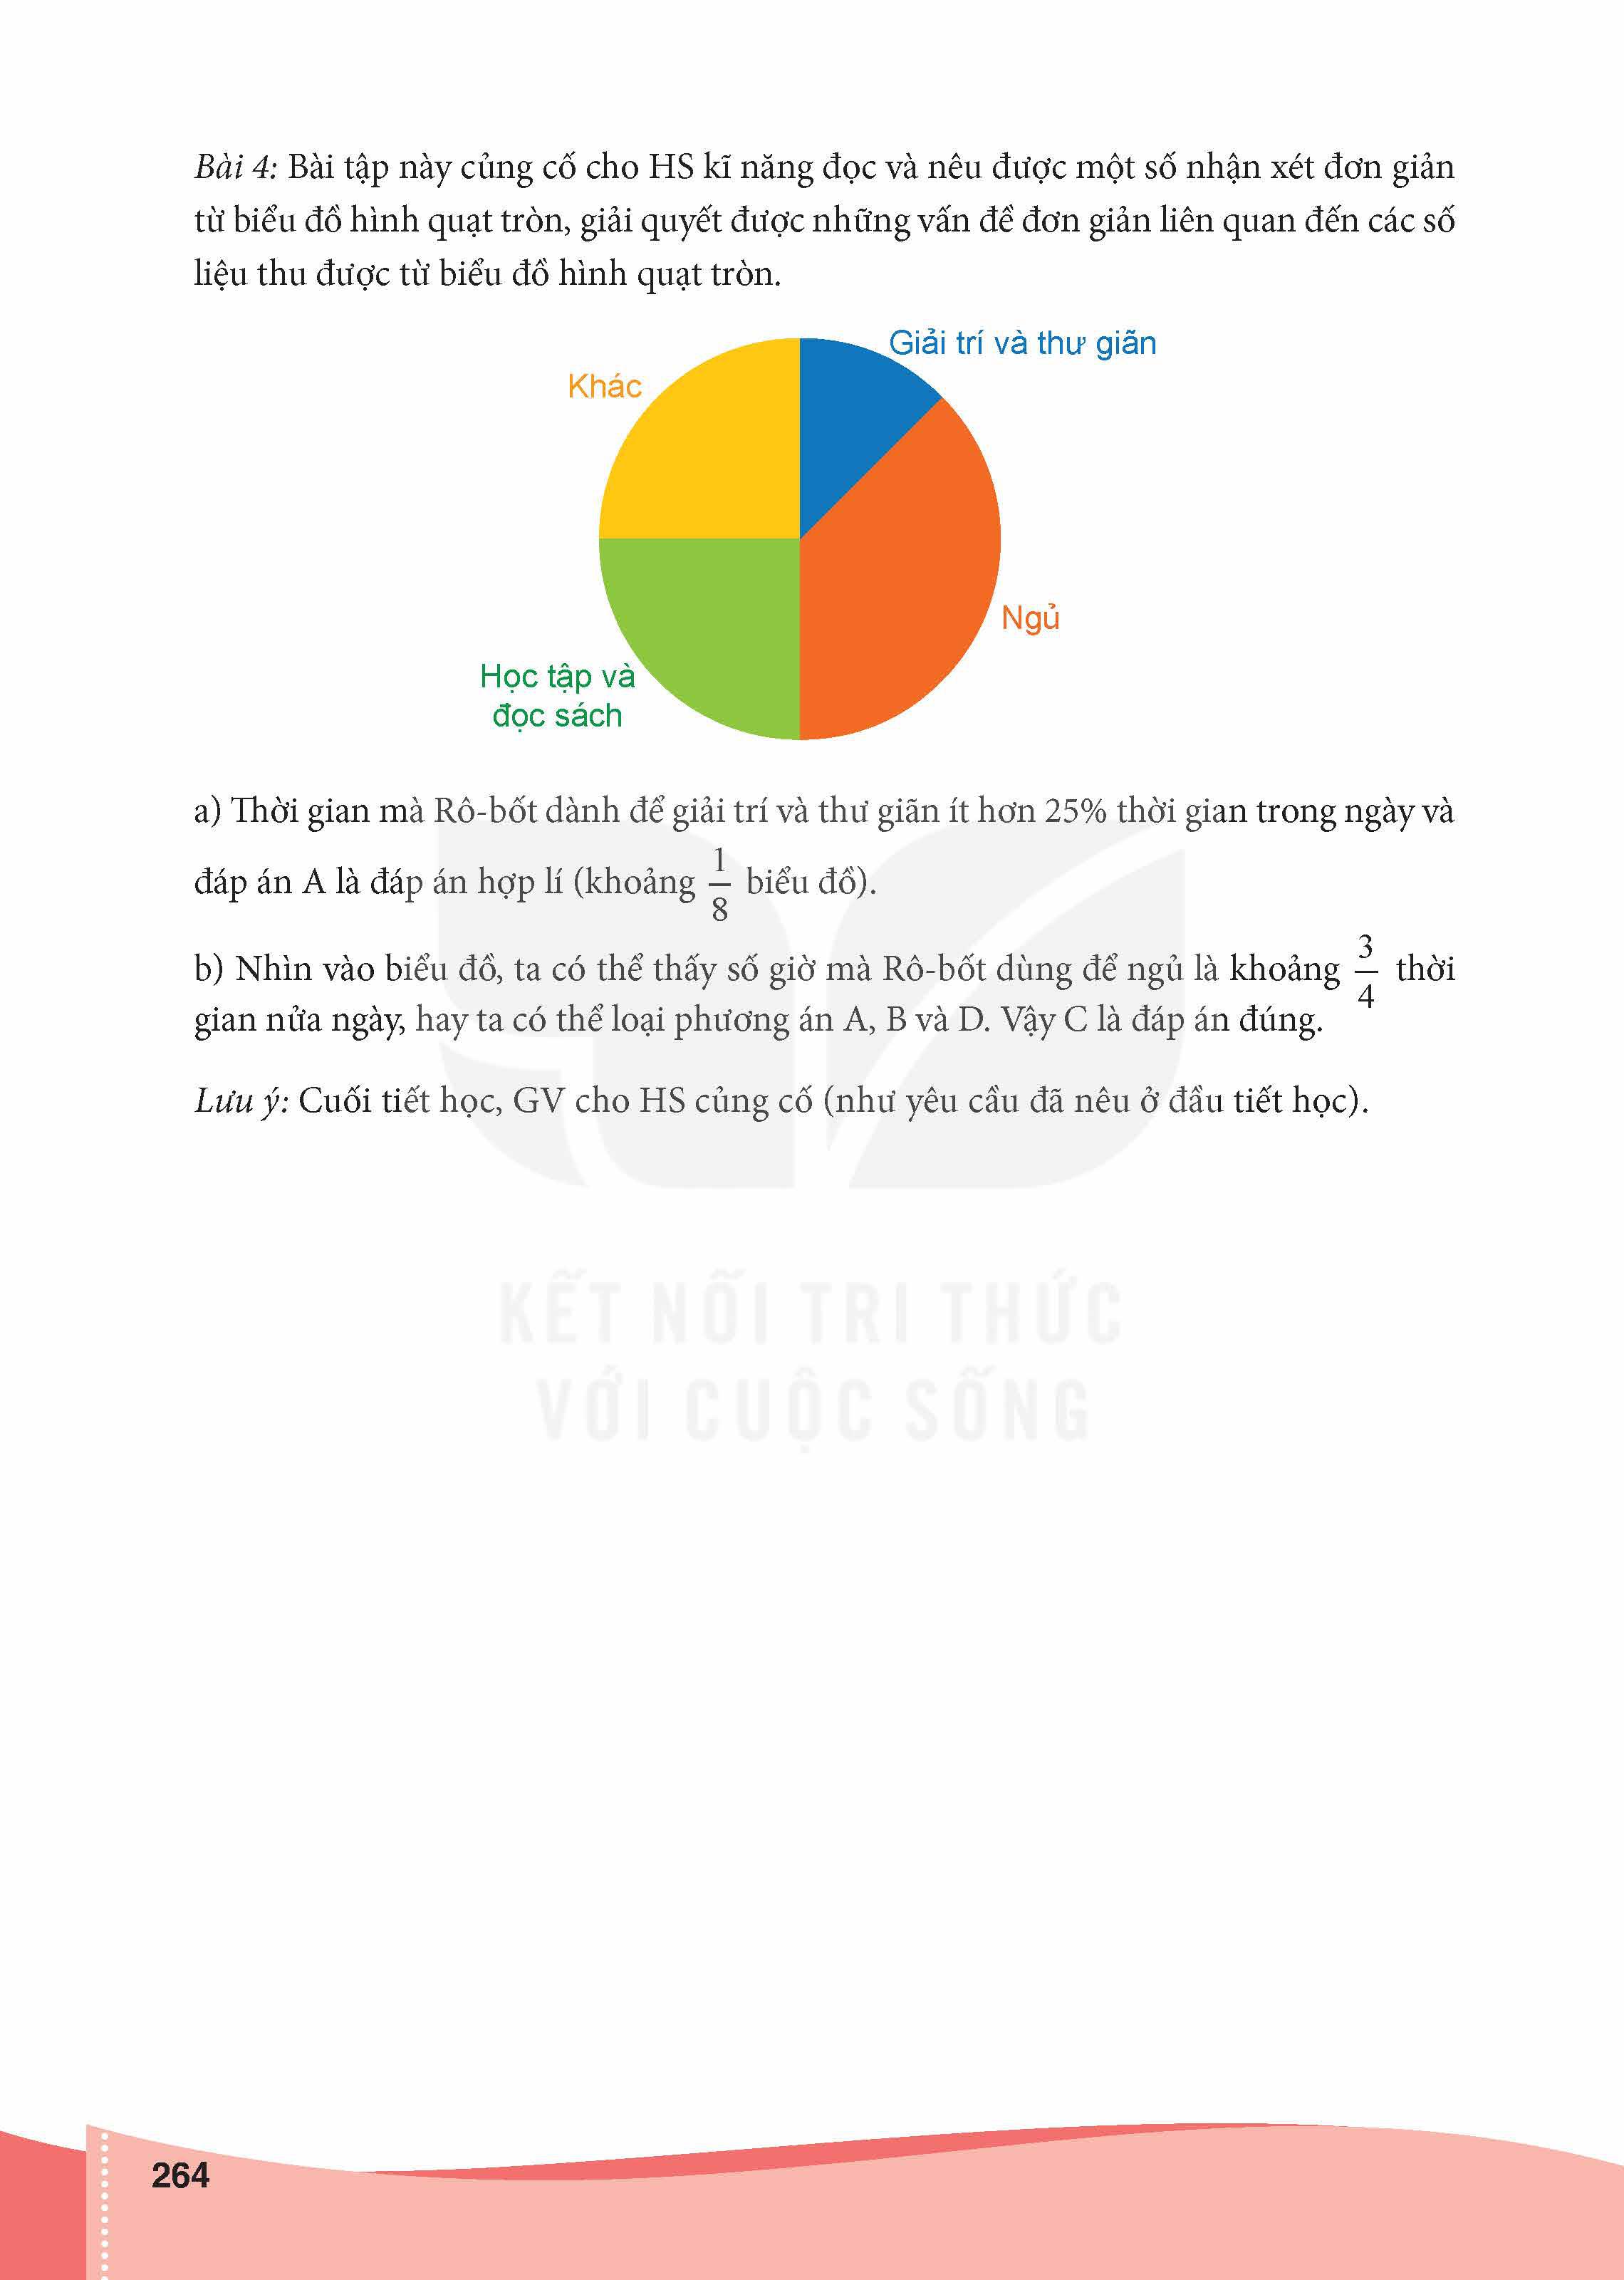 Bài 4: Bài tập này củng cố cho HS kĩ năng đọc và nêu được một số nhận xét đơn giản
từ biểu đồ hình quạt tròn, giải quyết được những vấn đề đơn giản liên quan đến các số
liệu thu được từ biểu đồ hình quạt tròn.
Giải trí và thư giãn
Khác
Ngủ
Học tập và
đọc sách
a) Thời gian mà Rô-bốt dành để giải trí và thư giãn ít hơn 25% thời gian trong ngày và
đáp án A là đáp án hợp lí (khoảng 1/8 biểu đồ).
b) Nhìn vào biểu đồ, ta có thể thấy số giờ mà Rô-bốt dùng để ngủ là khoảng 3/4 thời
gian nửa ngày, hay ta có thể loại phương án A, B và D. Vậy C là đáp án đúng.
Lưu ý: Cuối tiết học, GV cho HS củng cố (như yêu cầu đã nêu ở đầu tiết học).
KẾT NỐI TRI THỨC
VỚI CUỘC SỐNG
264